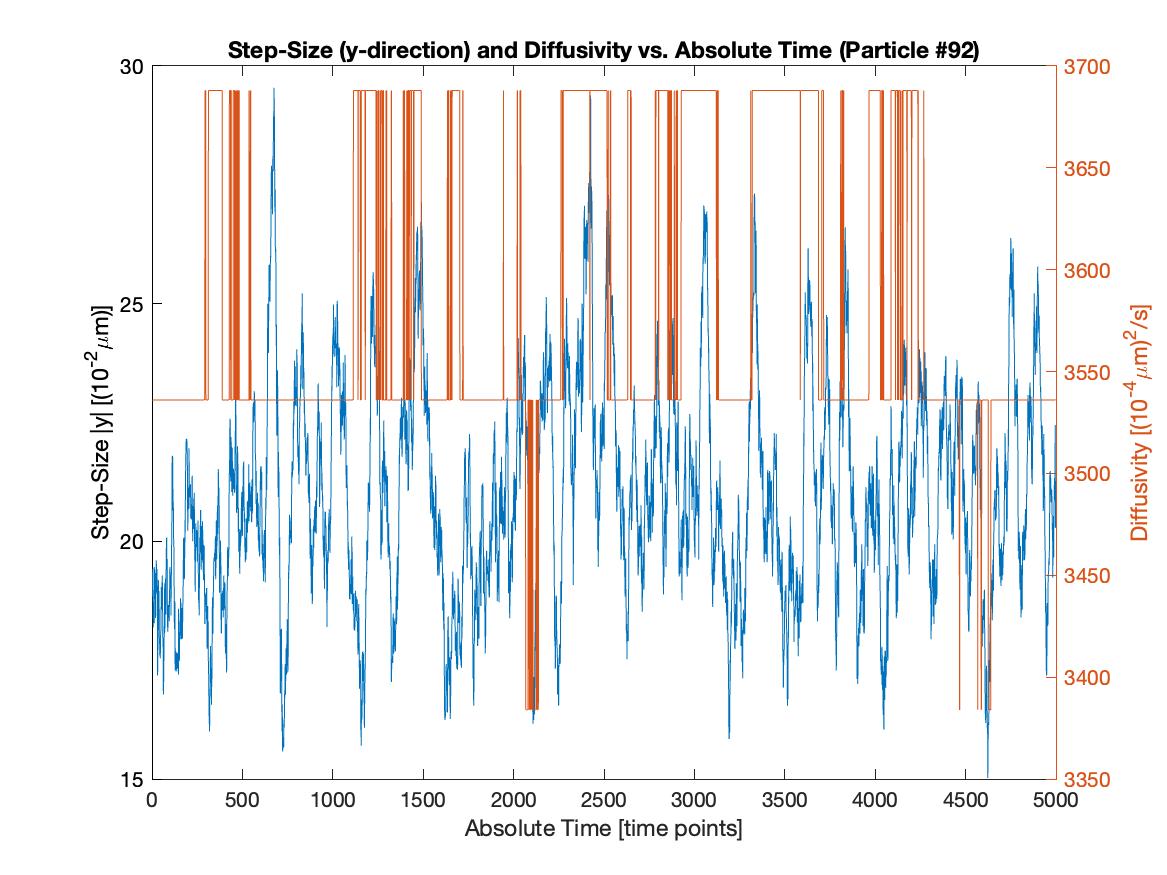 Step-Size (y-direction) and Diffusivity vs. Absolute Time (Particle #92)
30
25
20
15
Step-Size |y| [(10⁻² μm)]
3700
3650
3600
3550
3500
3450
3400
3350
Diffusivity [(10⁻⁴ μm)²/s]
0 500 1000 1500 2000 2500 3000 3500 4000 4500 5000
Absolute Time [time points]